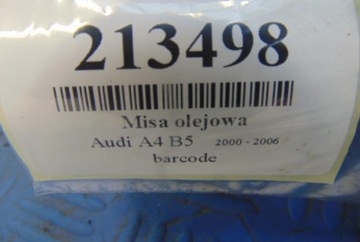 213498
Misa olejowa
Audi A4 B5 2000 - 2006
barcode